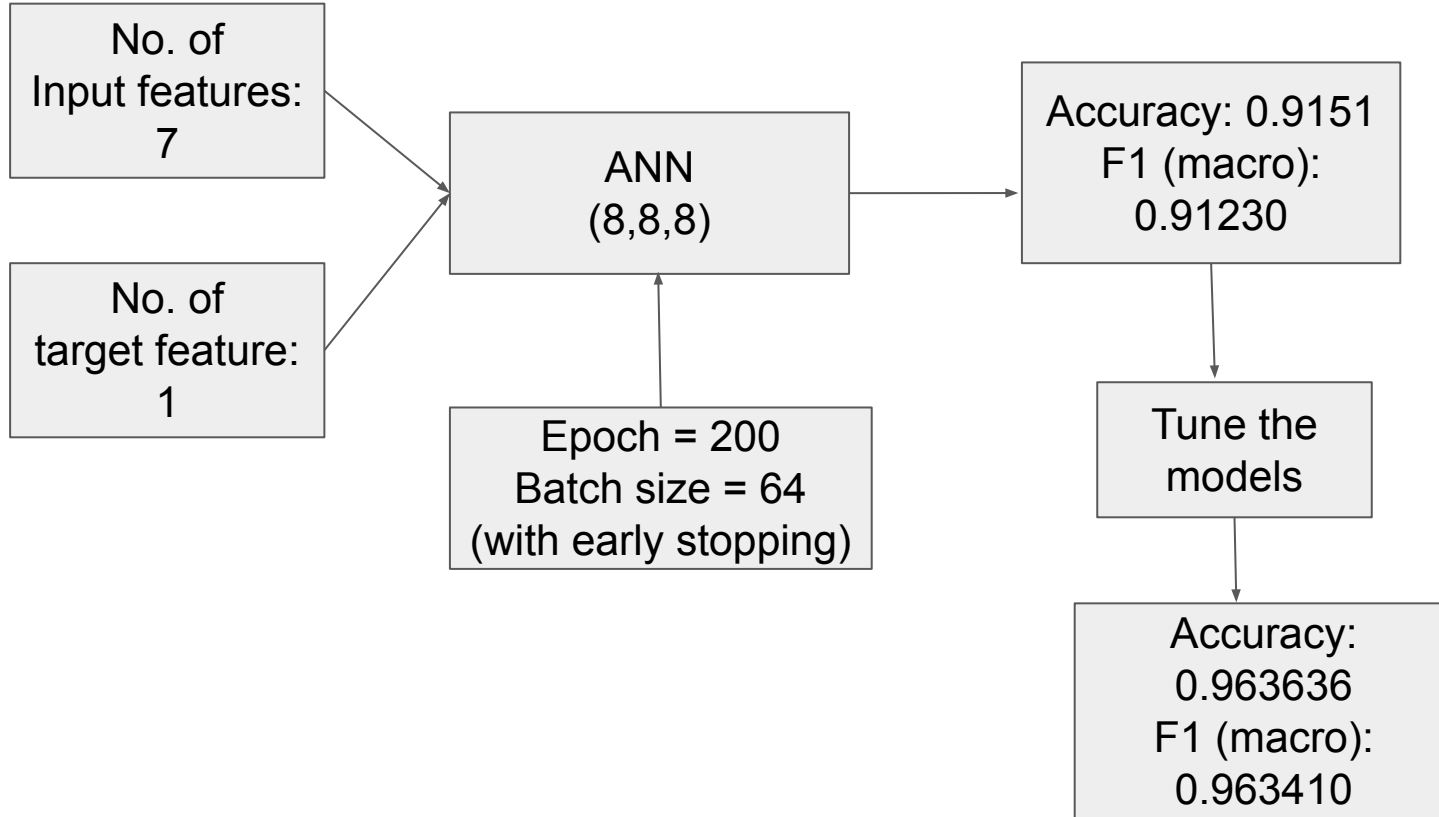 No. of
Input features:
7
No. of
target feature:
1
ANN
(8,8,8)
Epoch = 200
Batch size = 64
(with early stopping)
Accuracy: 0.9151
F1 (macro):
0.91230
Tune the
models
Accuracy:
0.963636
F1 (macro):
0.963410